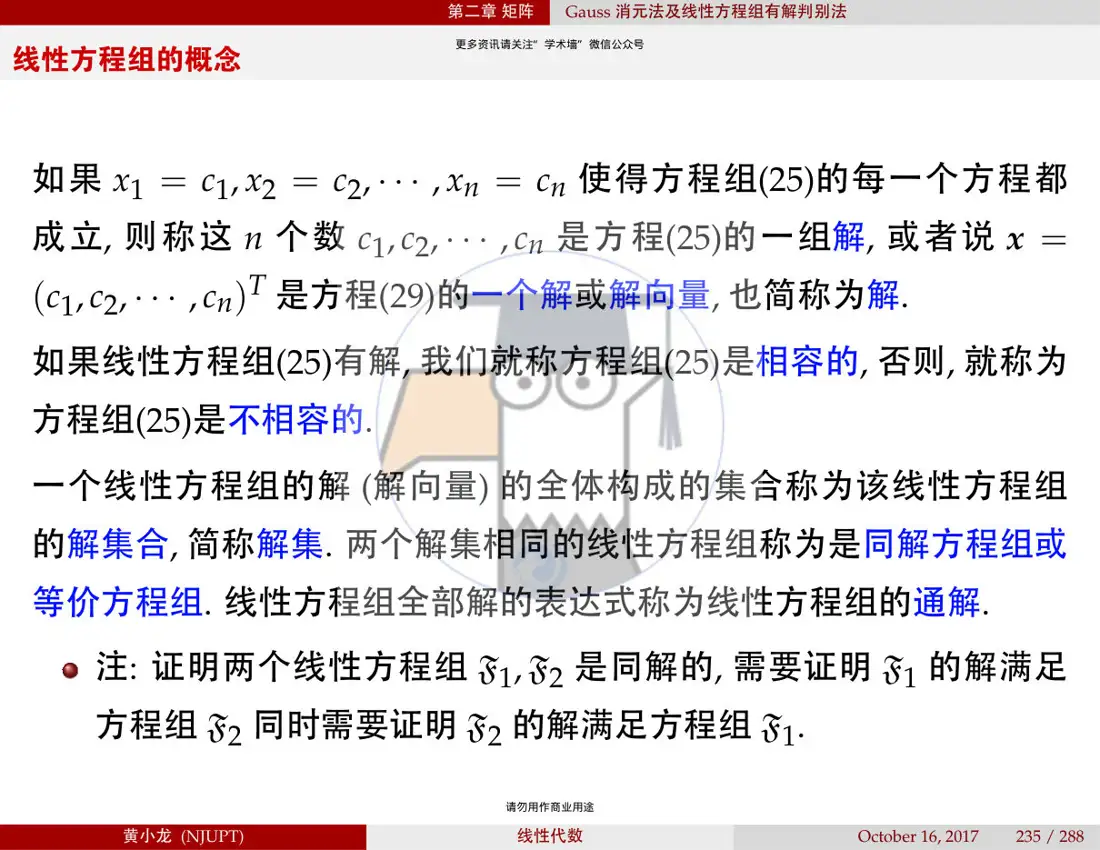 第二章 矩阵 Gauss 消元法及线性方程组有解判别法
更多资讯请关注“学术墙”微信公众号
线性方程组的概念
如果 x₁ = c₁, x₂ = c₂, ⋯ , xₙ = cₙ 使得方程组(25)的每一个方程都
成立, 则称这 n 个数 c₁, c₂, ⋯ , cₙ 是方程(25)的一组解, 或者说 x =
(c₁, c₂, ⋯ , cₙ)ᵀ 是方程(29)的一个解或解向量, 也简称为解.
如果线性方程组(25)有解, 我们就称方程组(25)是相容的, 否则, 就称为
方程组(25)是不相容的.
一个线性方程组的解 (解向量) 的全体构成的集合称为该线性方程组
的解集合, 简称解集. 两个解集相同的线性方程组称为是同解方程组或
等价方程组. 线性方程组全部解的表达式称为线性方程组的通解.
注: 证明两个线性方程组 𝔉₁, 𝔉₂ 是同解的, 需要证明 𝔉₁ 的解满足
方程组 𝔉₂ 同时需要证明 𝔉₂ 的解满足方程组 𝔉₁.
请勿用作商业用途
黄小龙 (NJUPT) 线性代数 October 16, 2017 235 / 288